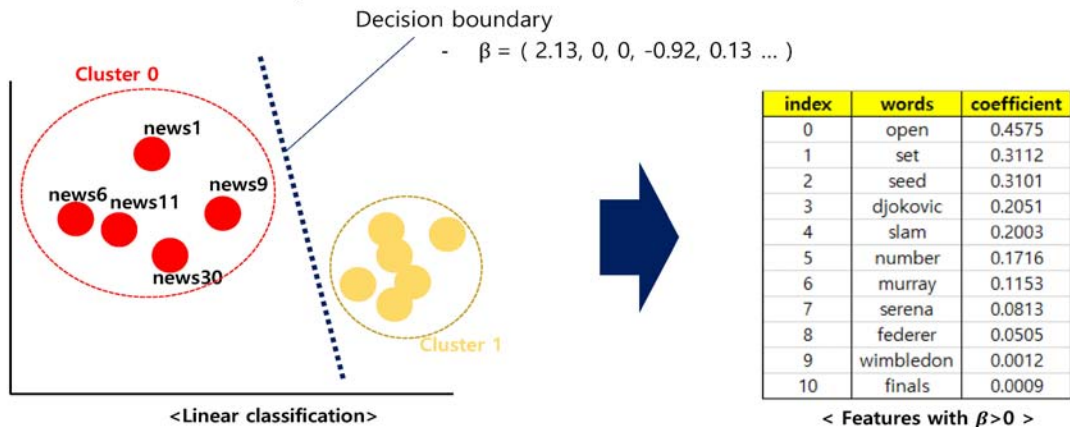 Decision boundary
- β = ( 2.13, 0, 0, -0.92, 0.13 ... )
Cluster 0
news1
news6
news11
news9
news30
Cluster 1
<Linear classification>
index words coefficient
0 open 0.4575
1 set 0.3112
2 seed 0.3101
3 djokovic 0.2051
4 slam 0.2003
5 number 0.1716
6 murray 0.1153
7 serena 0.0813
8 federer 0.0505
9 wimbledon 0.0012
10 finals 0.0009
< Features with β>0 >